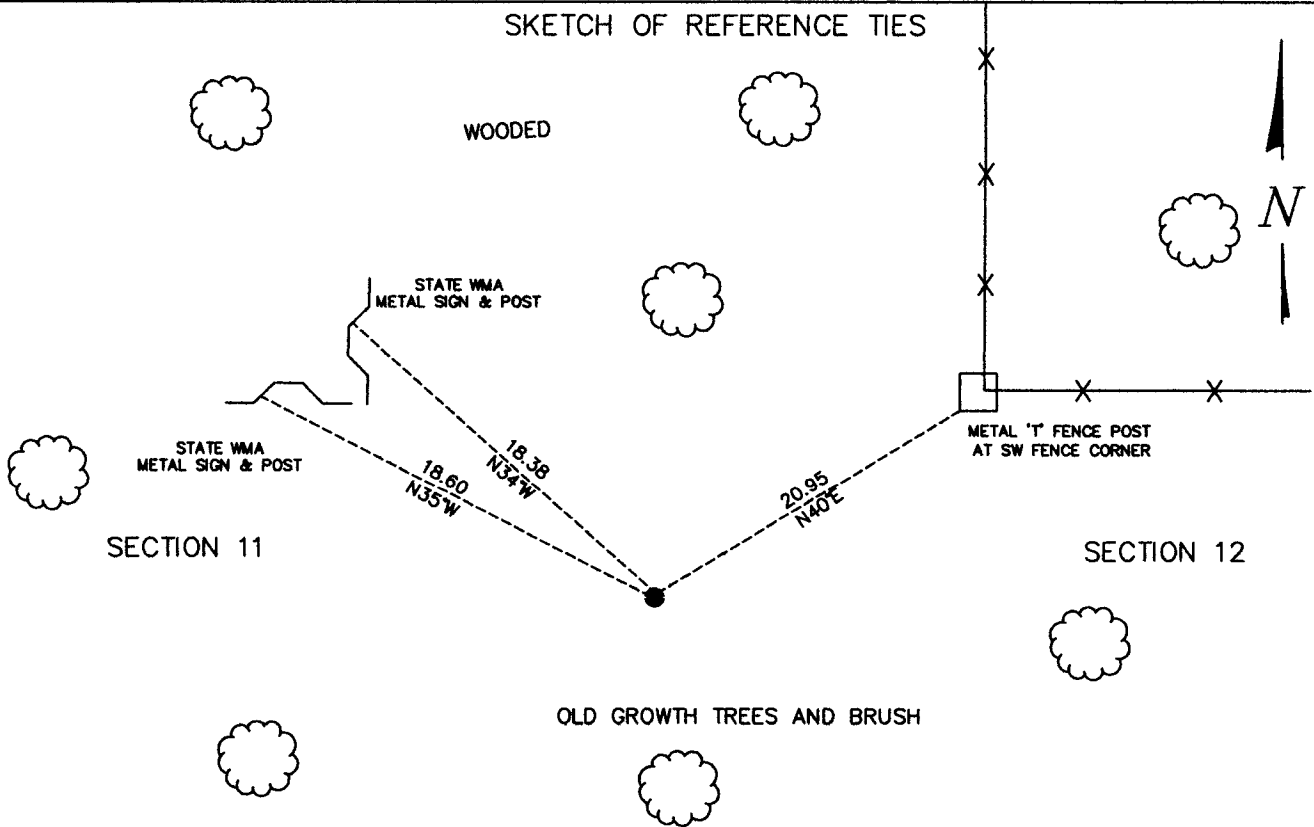 SKETCH OF REFERENCE TIES
WOODED
N
STATE WMA
METAL SIGN & POST
STATE WMA
METAL SIGN & POST
METAL 'T' FENCE POST
AT SW FENCE CORNER
18.38
N34°W
18.60
N35°W
20.95
N40°E
SECTION 11
SECTION 12
OLD GROWTH TREES AND BRUSH